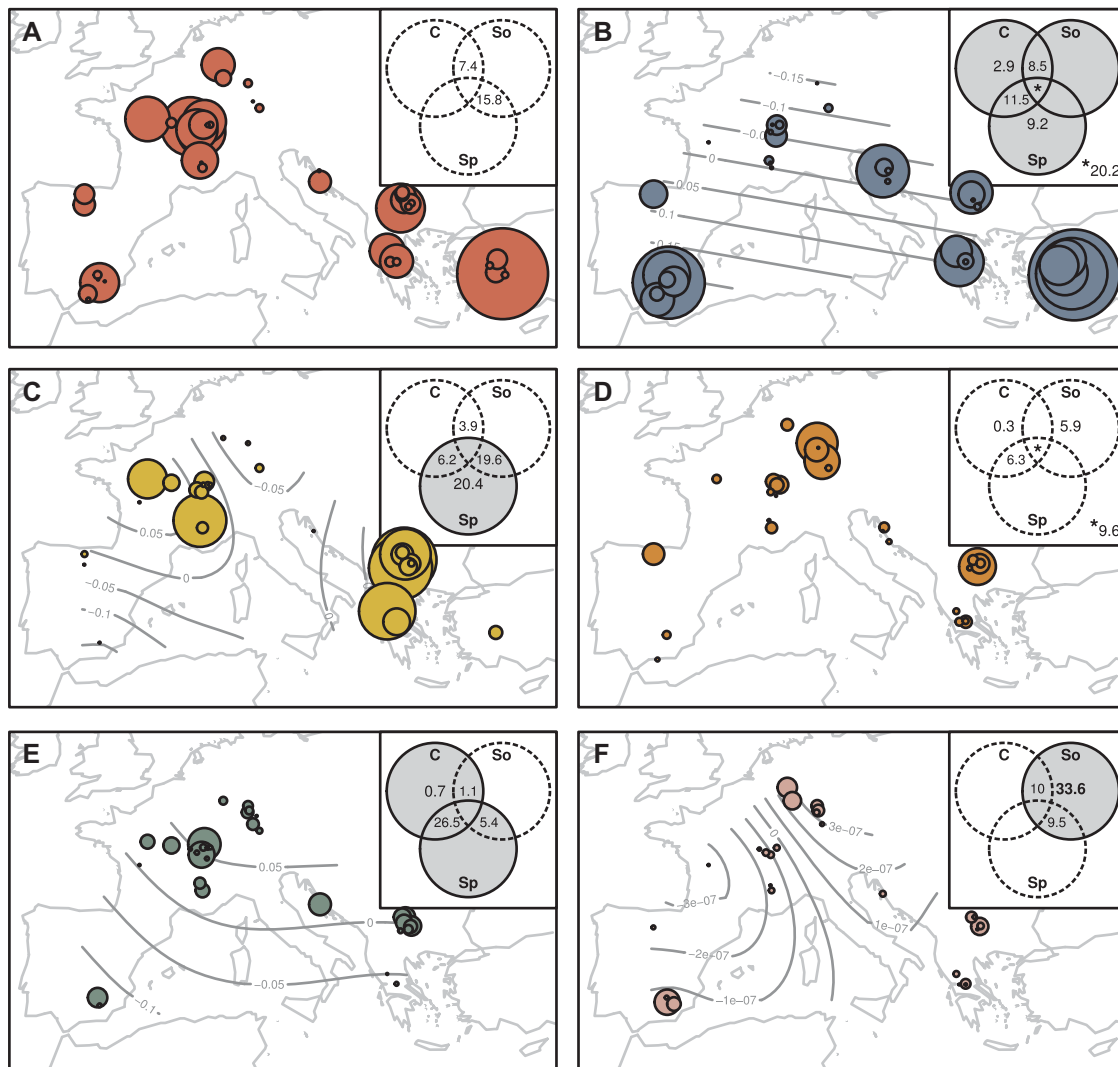 A
C So
7.4
15.8
Sp
B
C So
2.9 8.5
*
11.5
9.2
Sp
*20.2
-0.15
-0.1
0
0.05
0.1
C
C So
3.9
6.2 19.6
20.4
Sp
-0.05
0.05
0
-0.05
-0.1
D
C So
0.3 5.9
*
6.3
Sp
*9.6
E
C So
0.7 1.1
26.5 5.4
Sp
0.05
0
-0.05
-0.1
F
C So
10 33.6
9.5
Sp
0
3e-07
2e-07
1e-07
-3e-07
-2e-07
-1e-07